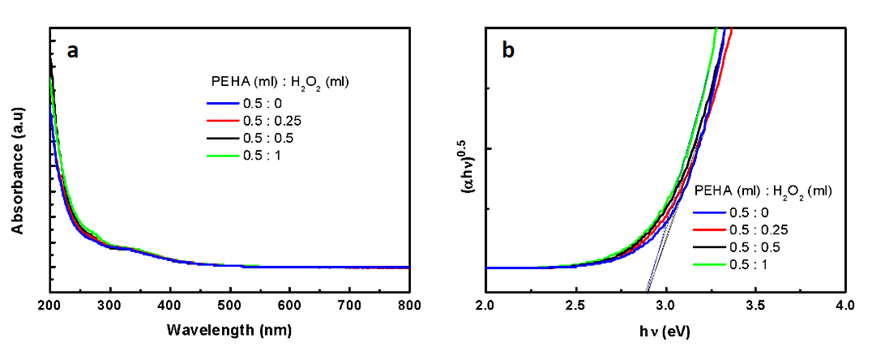 a
PEHA (ml) : H₂O₂ (ml)
0.5 : 0
0.5 : 0.25
0.5 : 0.5
0.5 : 1
Absorbance (a.u)
200 300 400 500 600 700 800
Wavelength (nm)
b
(αhν)^0.5
PEHA (ml) : H₂O₂ (ml)
0.5 : 0
0.5 : 0.25
0.5 : 0.5
0.5 : 1
2.0 2.5 3.0 3.5 4.0
hν (eV)